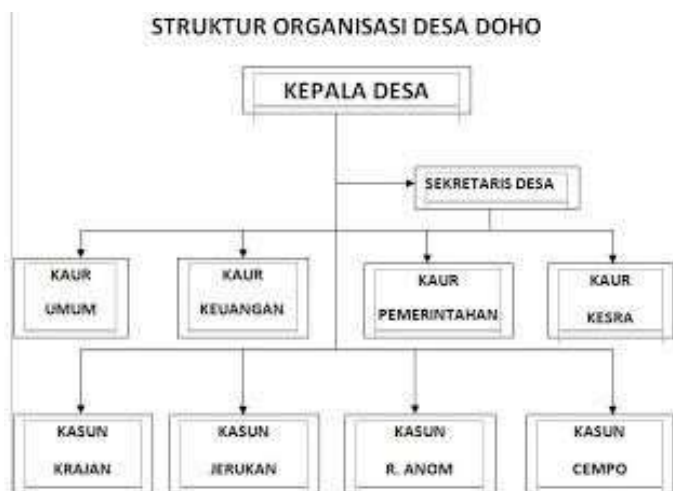 STRUKTUR ORGANISASI DESA DOHO
KEPALA DESA
SEKRETARIS DESA
KAUR
UMUM
KAUR
KEUANGAN
KAUR
PEMERINTAHAN
KAUR
KESRA
KASUN
KRAJAN
KASUN
JERUKAN
KASUN
R. ANOM
KASUN
CEMPO